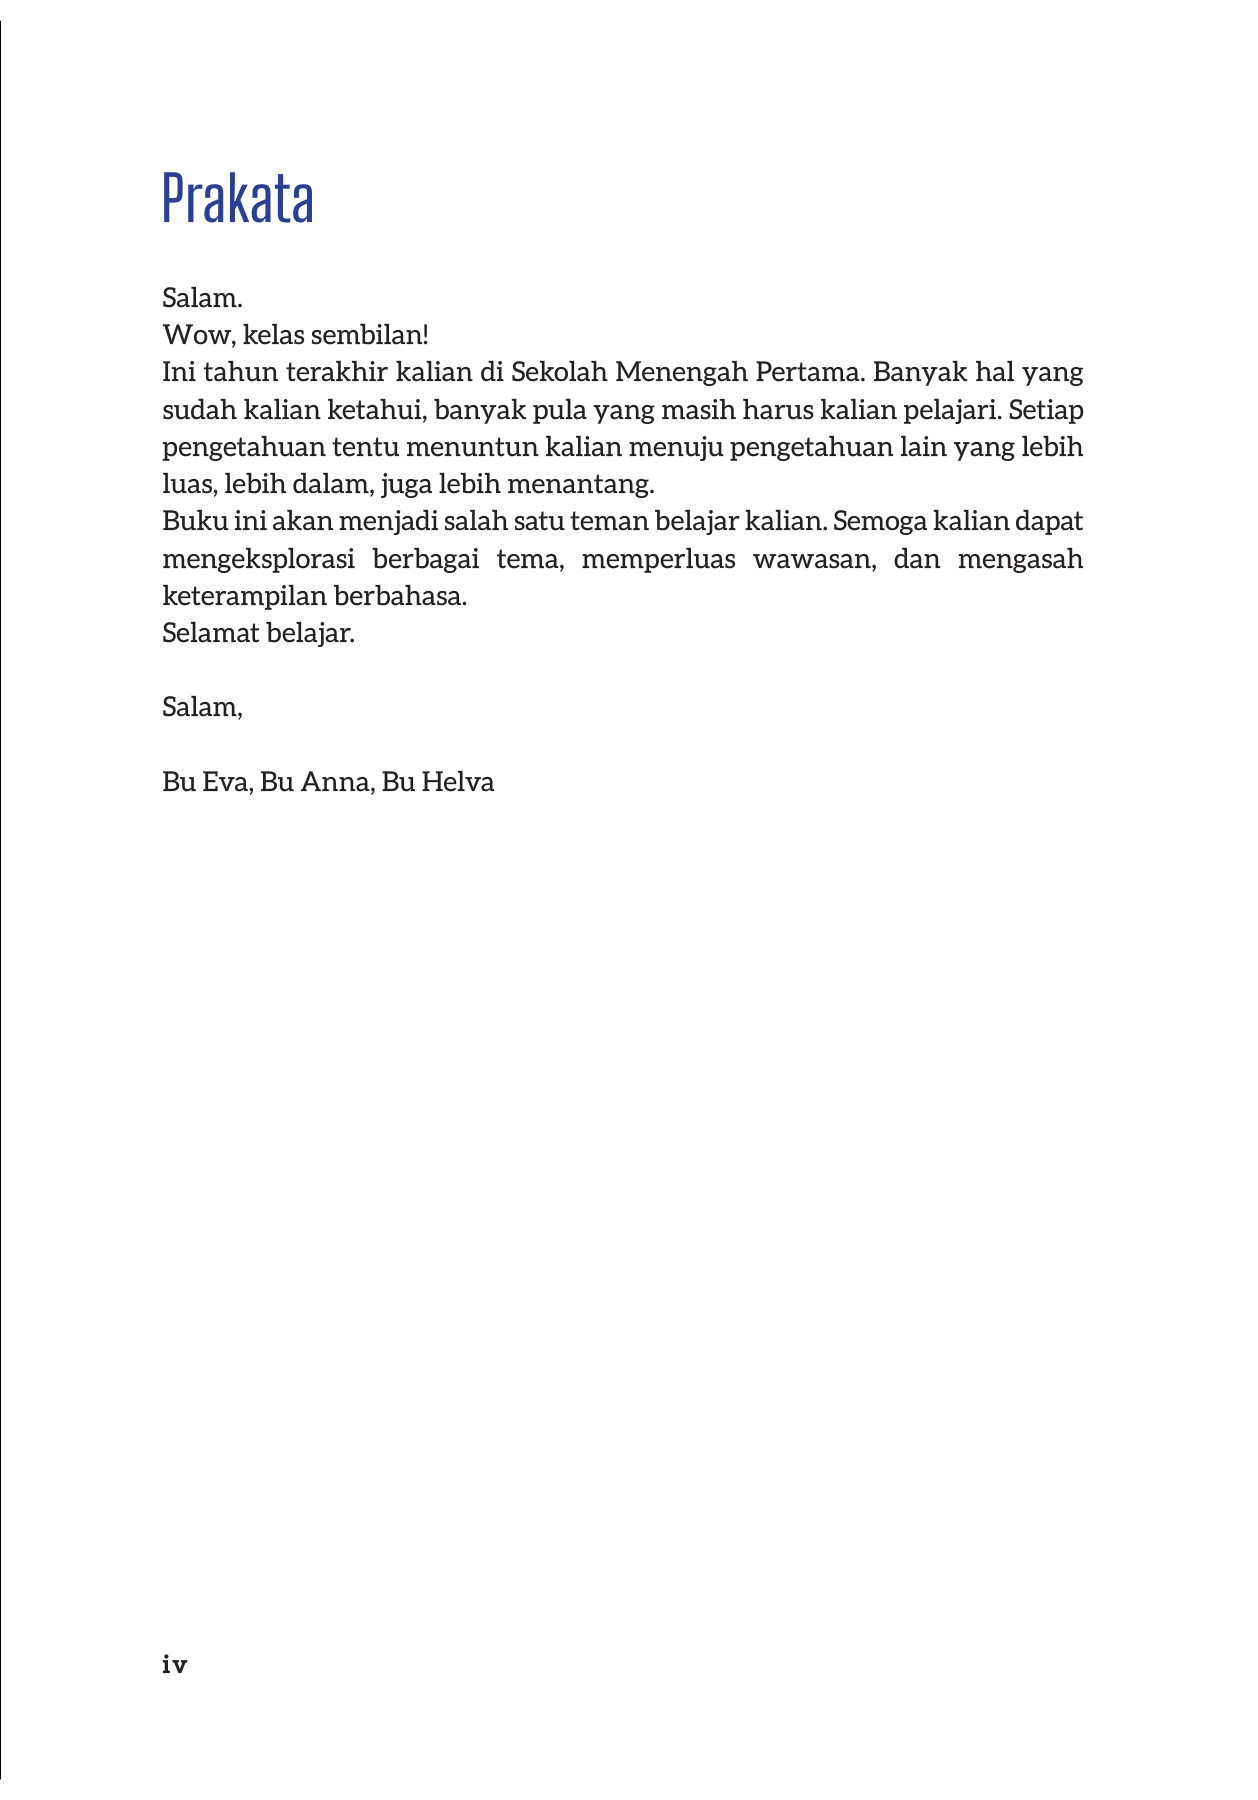 Prakata
Salam.
Wow, kelas sembilan!
Ini tahun terakhir kalian di Sekolah Menengah Pertama. Banyak hal yang
sudah kalian ketahui, banyak pula yang masih harus kalian pelajari. Setiap
pengetahuan tentu menuntun kalian menuju pengetahuan lain yang lebih
luas, lebih dalam, juga lebih menantang.
Buku ini akan menjadi salah satu teman belajar kalian. Semoga kalian dapat
mengeksplorasi berbagai tema, memperluas wawasan, dan mengasah
keterampilan berbahasa.
Selamat belajar.
Salam,
Bu Eva, Bu Anna, Bu Helva
iv